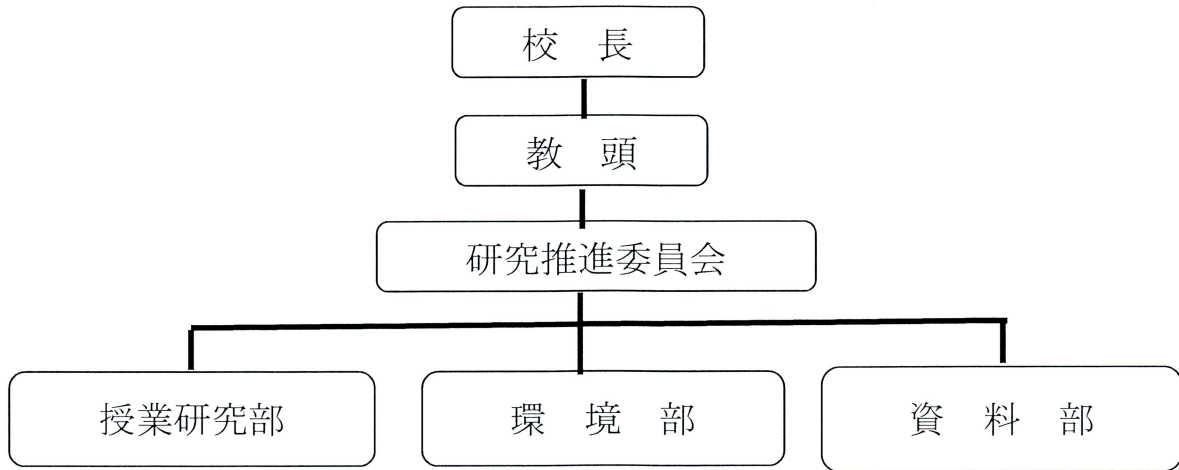 校　長
教　頭
研究推進委員会
授業研究部
環　境　部
資　料　部